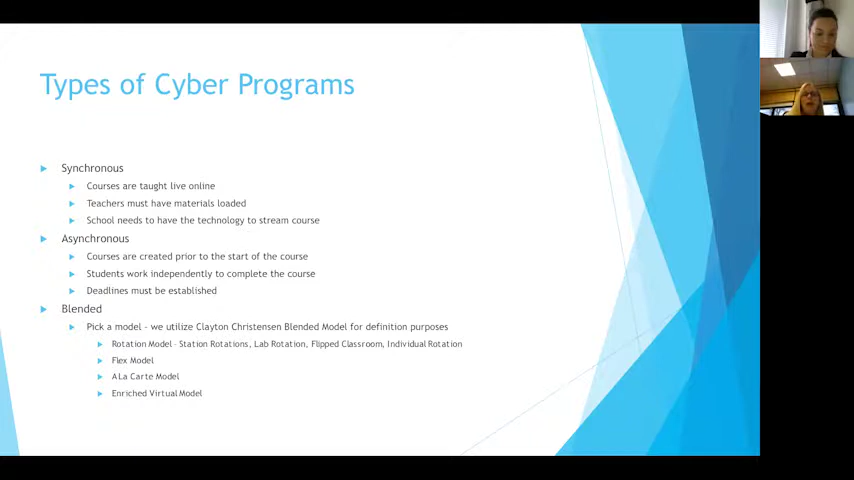 Types of Cyber Programs
Synchronous
Courses are taught live online
Teachers must have materials loaded
School needs to have the technology to stream course
Asynchronous
Courses are created prior to the start of the course
Students work independently to complete the course
Deadlines must be established
Blended
Pick a model - we utilize Clayton Christensen Blended Model for definition purposes
Rotation Model – Station Rotations, Lab Rotation, Flipped Classroom, Individual Rotation
Flex Model
A La Carte Model
Enriched Virtual Model